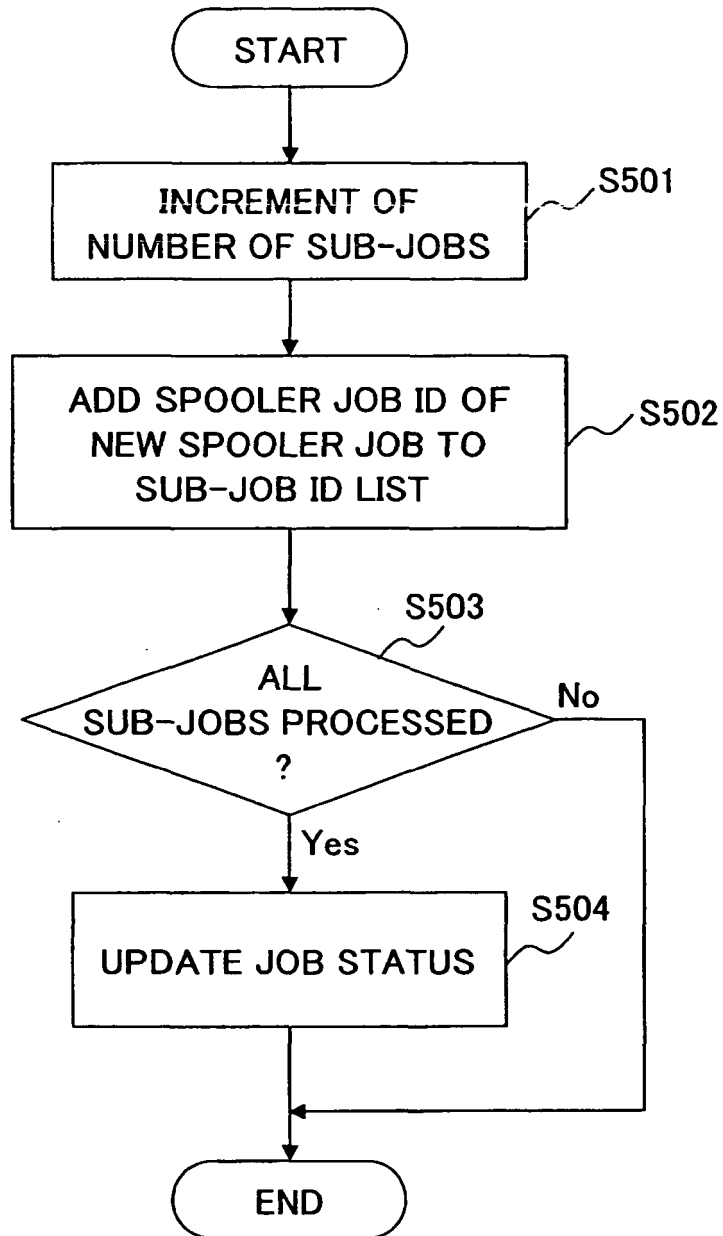 START
INCREMENT OF
NUMBER OF SUB-JOBS
S501
ADD SPOOLER JOB ID OF
NEW SPOOLER JOB TO
SUB-JOB ID LIST
S502
S503
ALL
SUB-JOBS PROCESSED
?
No
Yes
UPDATE JOB STATUS
S504
END